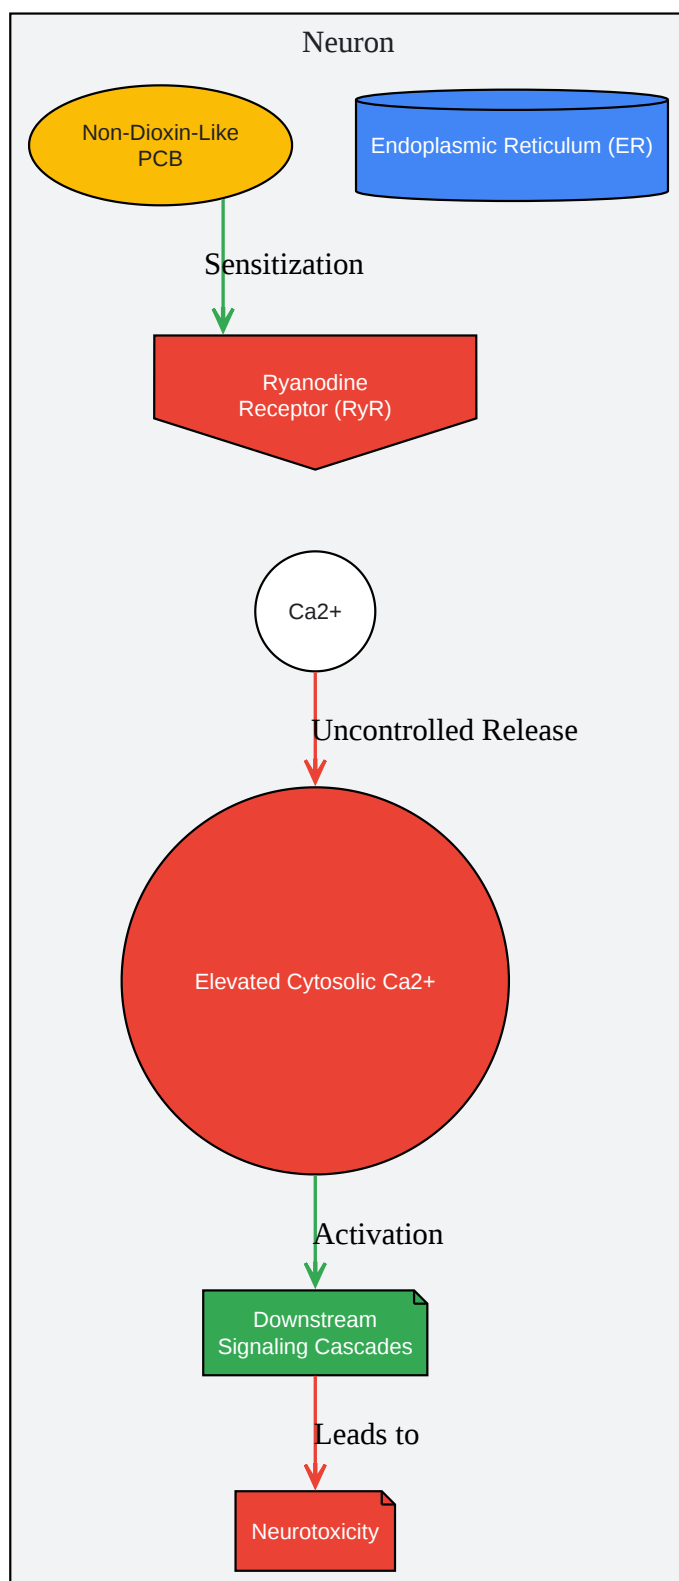 Neuron
Non-Dioxin-Like
PCB
Endoplasmic Reticulum (ER)
Sensitization
Ryanodine
Receptor (RyR)
Ca2+
Uncontrolled Release
Elevated Cytosolic Ca2+
Activation
Downstream
Signaling Cascades
Leads to
Neurotoxicity